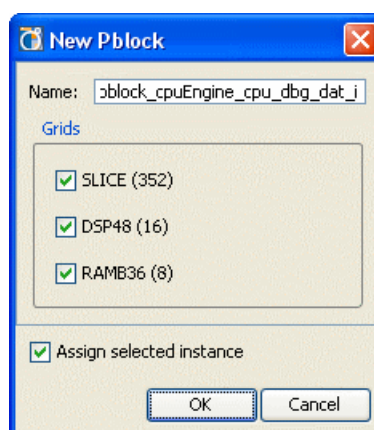 New Pblock
Name: pblock_cpuEngine_cpu_dbg_dat_i
Grids
SLICE (352)
DSP48 (16)
RAMB36 (8)
Assign selected instance
OK Cancel